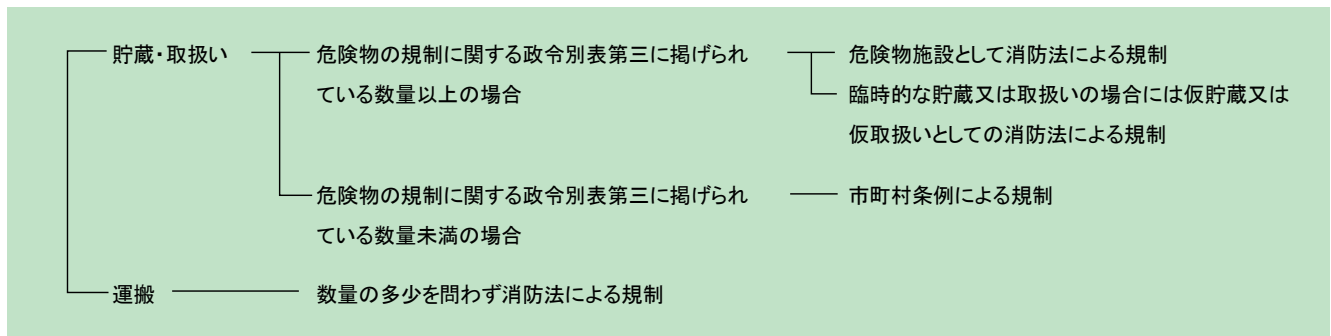 貯蔵・取扱い
危険物の規制に関する政令別表第三に掲げられ
ている数量以上の場合
危険物施設として消防法による規制
臨時的な貯蔵又は取扱いの場合には仮貯蔵又は
仮取扱いとしての消防法による規制
危険物の規制に関する政令別表第三に掲げられ
ている数量未満の場合
市町村条例による規制
運搬
数量の多少を問わず消防法による規制